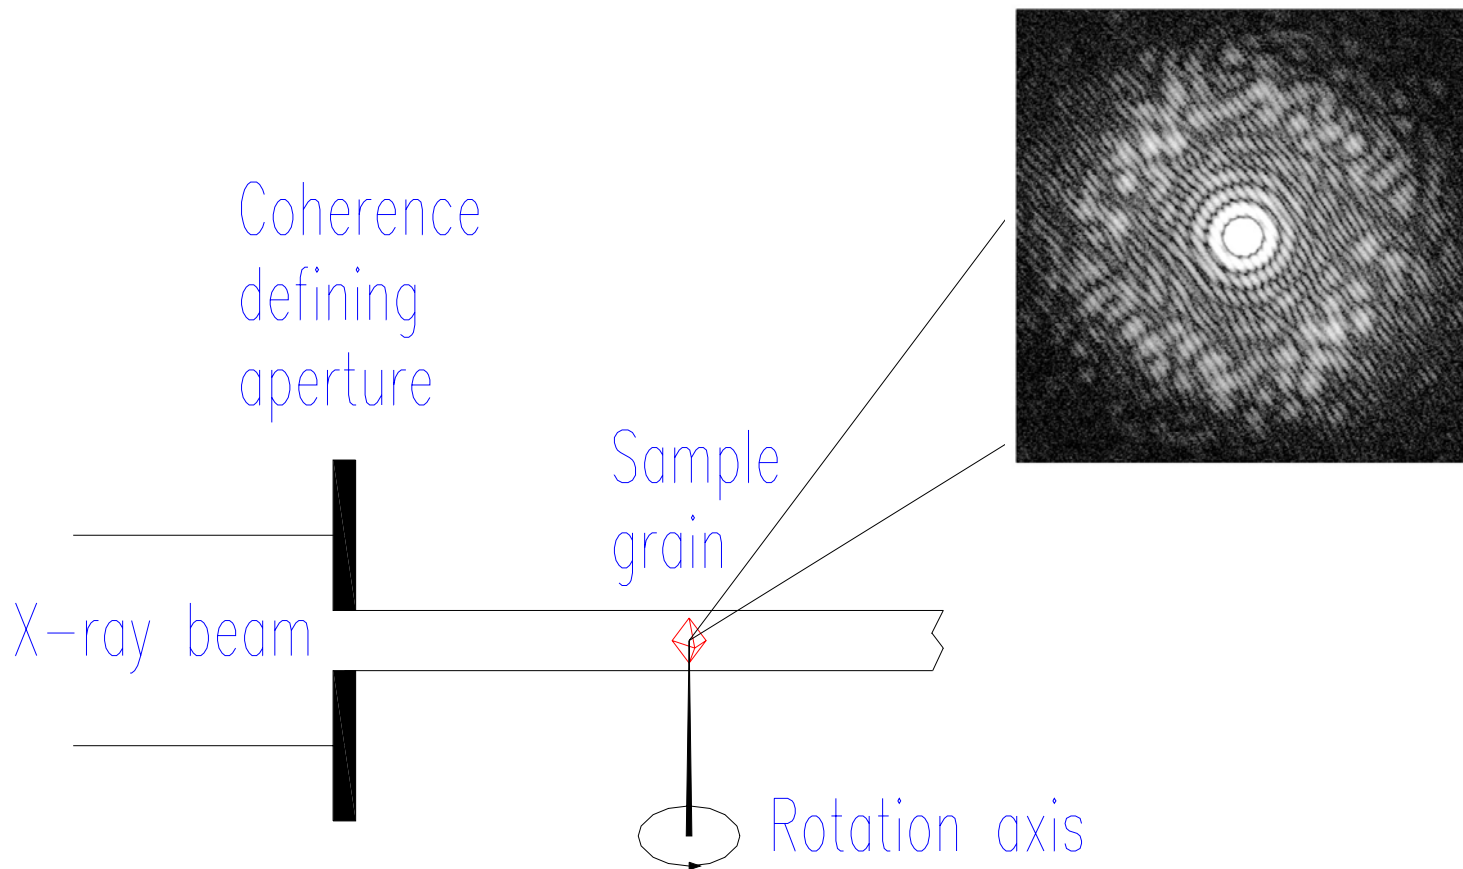 Coherence
defining
aperture
Sample
grain
X-ray beam
Rotation axis